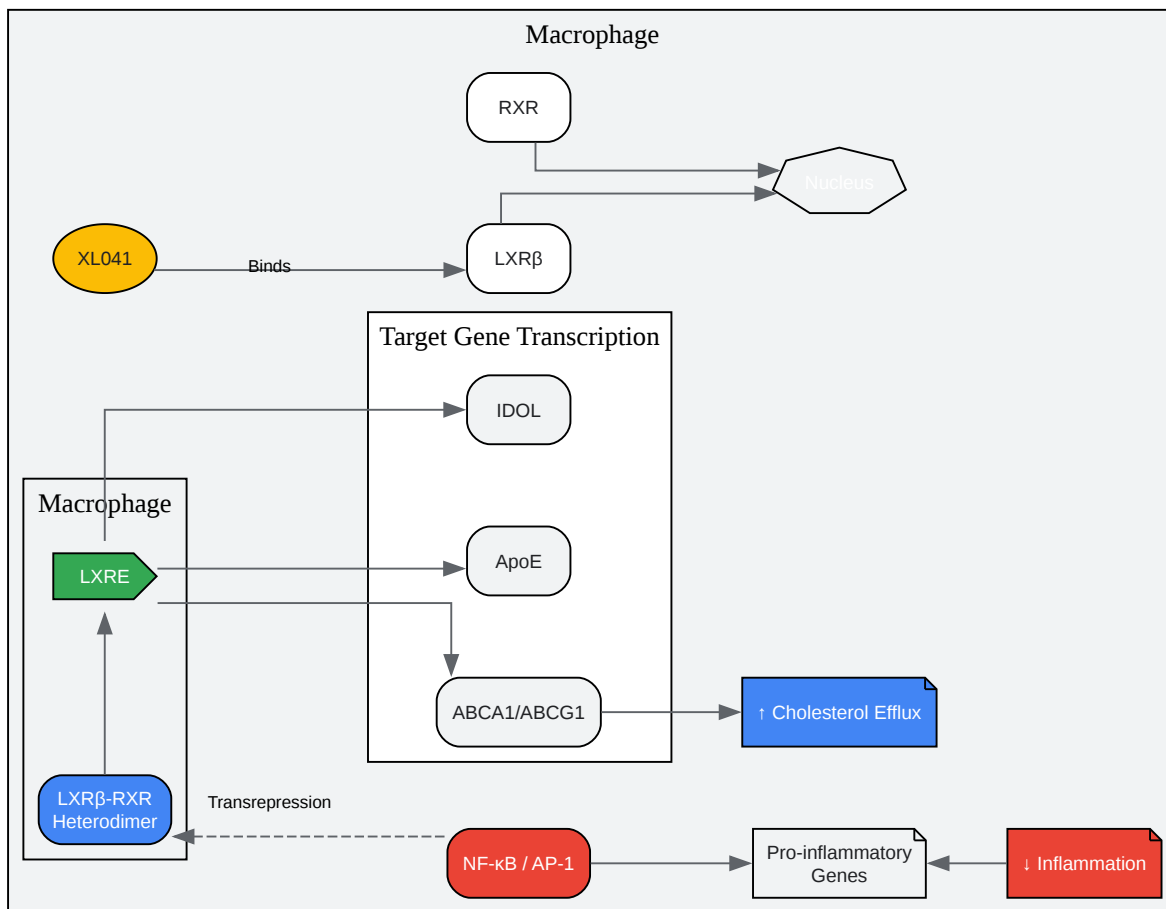 Macrophage
RXR
Nucleus
XL041
Binds
LXRβ
Target Gene Transcription
IDOL
Macrophage
LXRE
ApoE
ABCA1/ABCG1
↑ Cholesterol Efflux
LXRβ-RXR
Heterodimer
Transrepression
NF-κB / AP-1
Pro-inflammatory
Genes
↓ Inflammation